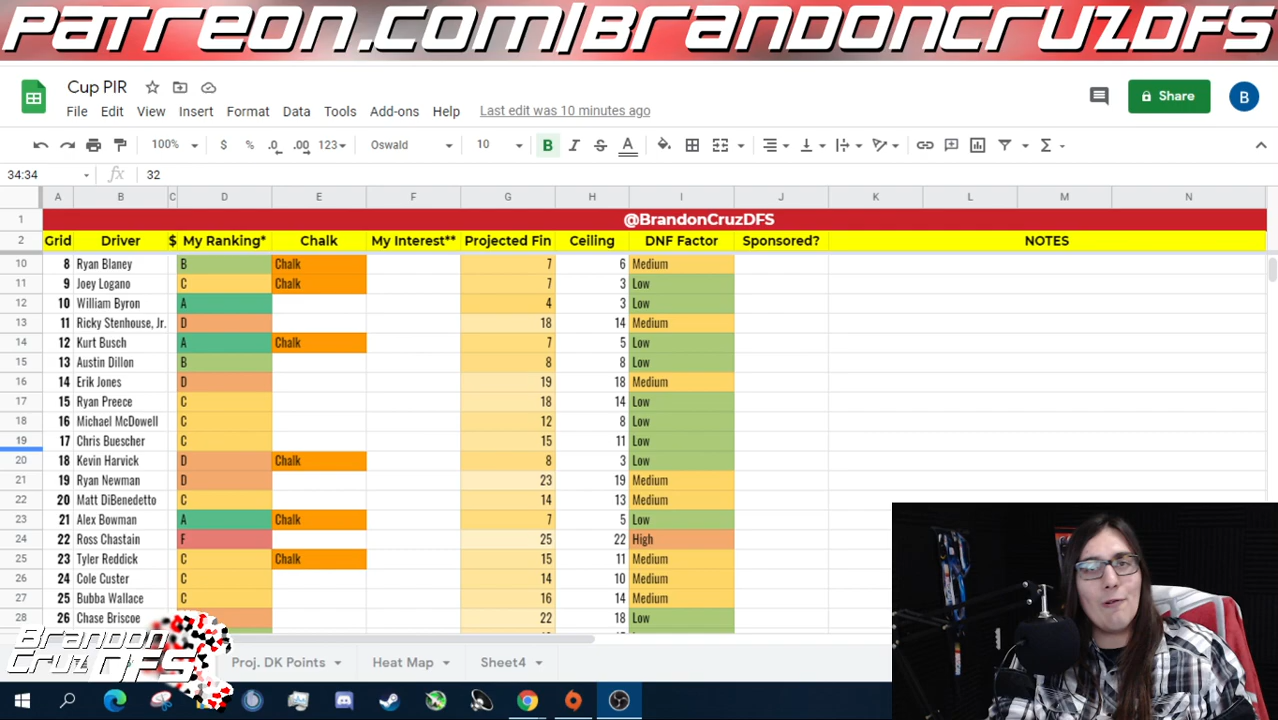 Patreon.com/BrandonCruzDFS
Cup PIR
File Edit View Insert Format Data Tools Add-ons Help Last edit was 10 minutes ago
Share
B
100% $ % .0 .00 123 Oswald 10 B I S A
34:34 fx 32
A B C D E F G H I J K L M N
1 @BrandonCruzDFS
2 Grid Driver $ My Ranking* Chalk My Interest** Projected Fin Ceiling DNF Factor Sponsored? NOTES
10 8 Ryan Blaney B Chalk 7 6 Medium
11 9 Joey Logano C Chalk 7 3 Low
12 10 William Byron A 4 3 Low
13 11 Ricky Stenhouse, Jr. D 18 14 Medium
14 12 Kurt Busch A Chalk 7 5 Low
15 13 Austin Dillon B 8 8 Low
16 14 Erik Jones D 19 18 Medium
17 15 Ryan Preece C 18 14 Low
18 16 Michael McDowell C 12 8 Low
19 17 Chris Buescher C 15 11 Low
20 18 Kevin Harvick D Chalk 8 3 Low
21 19 Ryan Newman D 23 19 Medium
22 20 Matt DiBenedetto C 14 13 Medium
23 21 Alex Bowman A Chalk 7 5 Low
24 22 Ross Chastain F 25 22 High
25 23 Tyler Reddick C Chalk 15 11 Medium
26 24 Cole Custer C 14 10 Medium
27 25 Bubba Wallace C 16 14 Medium
28 26 Chase Briscoe 22 18 Low
Brandon
Cruz DFS
Proj. DK Points Heat Map Sheet4